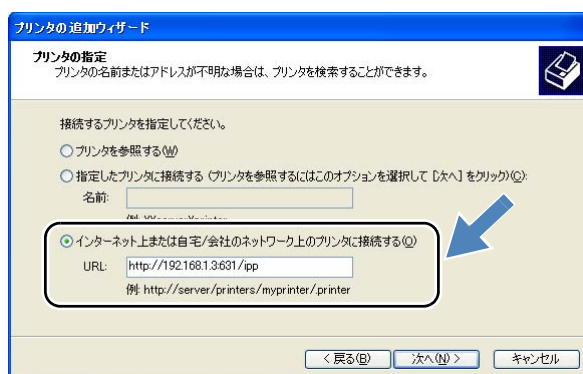 プリンタの追加ウィザード
プリンタの指定
プリンタの名前またはアドレスが不明な場合は、プリンタを検索することができます。
接続するプリンタを指定してください。
プリンタを参照する(W)
指定したプリンタに接続する (プリンタを参照するにはこのオプションを選択して [次へ] をクリック)(C):
名前:
インターネット上または自宅/会社のネットワーク上のプリンタに接続する(O)
URL: http://192.168.1.3:631/ipp
例: http://server/printers/myprinter/.printer
< 戻る(B) 次へ(N) > キャンセル